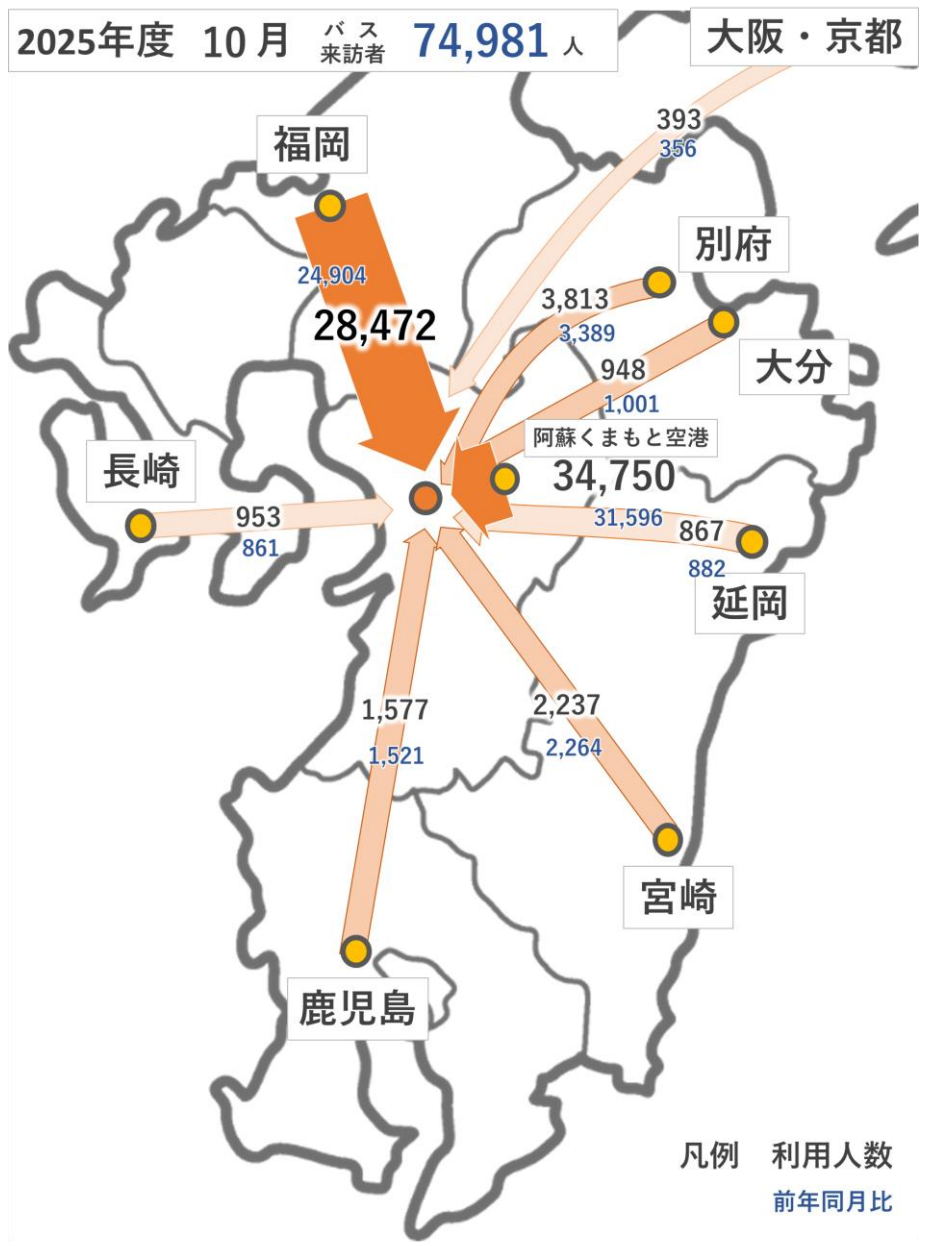 2025年度 10月 バス来訪者 74,981 人
大阪・京都
393
356
福岡
24,904
28,472
別府
3,813
3,389
大分
948
1,001
阿蘇くまもと空港
34,750
31,596
長崎
953
861
867
882
延岡
1,577
1,521
2,237
2,264
宮崎
鹿児島
凡例 利用人数
前年同月比